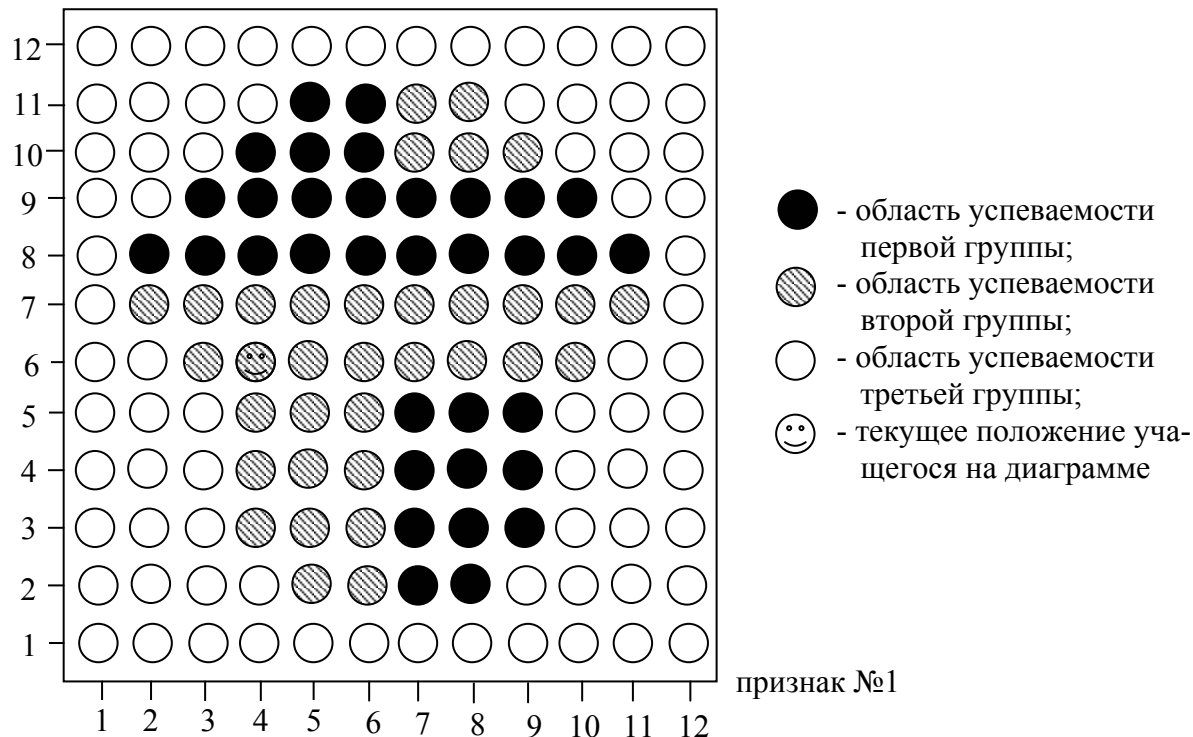 12
11
10
9
8
7
6
5
4
3
2
1
1 2 3 4 5 6 7 8 9 10 11 12
признак №1
- область успеваемости
первой группы;
- область успеваемости
второй группы;
- область успеваемости
третьей группы;
- текущее положение уча-
щегося на диаграмме